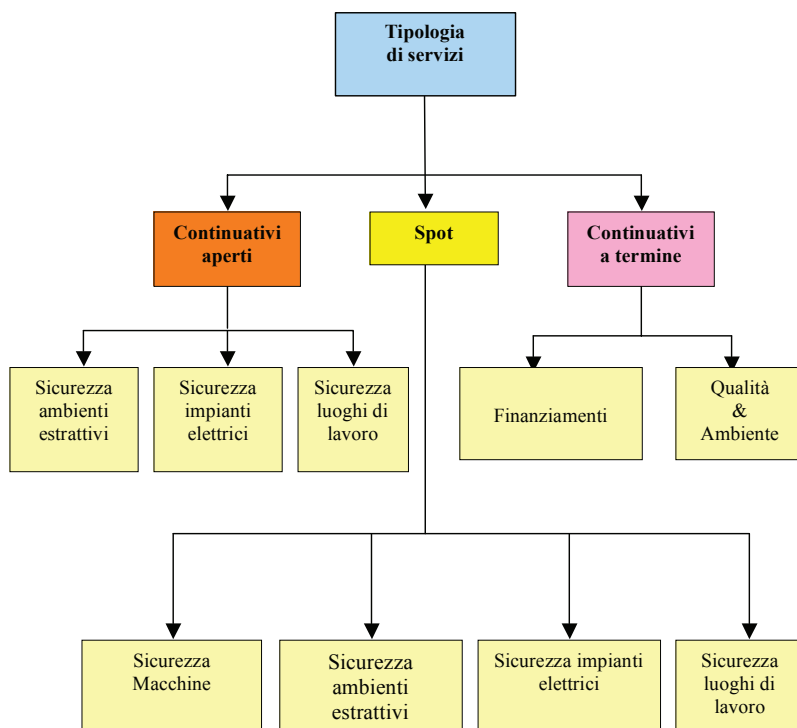 Tipologia
di servizi
Continuativi
aperti
Spot
Continuativi
a termine
Sicurezza
ambienti
estrattivi
Sicurezza
impianti
elettrici
Sicurezza
luoghi di
lavoro
Finanziamenti
Qualità
&
Ambiente
Sicurezza
Macchine
Sicurezza
ambienti
estrattivi
Sicurezza impianti
elettrici
Sicurezza
luoghi di
lavoro